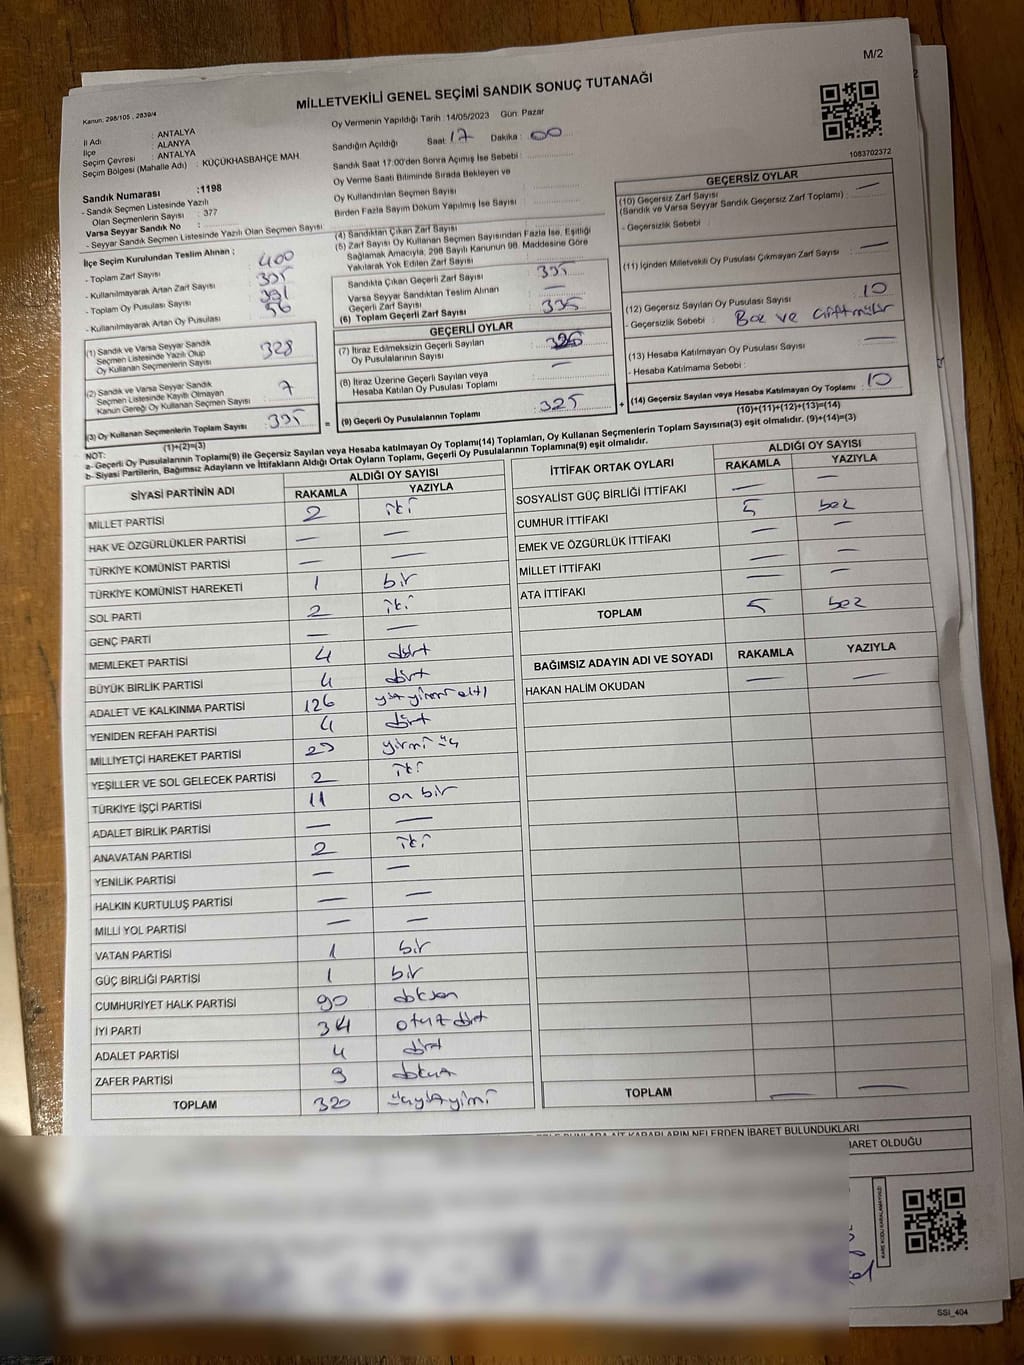 M/2
MİLLETVEKİLİ GENEL SEÇİMİ SANDIK SONUÇ TUTANAĞI
Kanun, 298/105 , 2839/4
İl Adı : ANTALYA
İlçe : ALANYA
Seçim Çevresi : ANTALYA
Seçim Bölgesi (Mahalle Adı) : KÜÇÜKHASBAHÇE MAH
Sandık Numarası :1198
- Sandık Seçmen Listesinde Yazılı
Olan Seçmenlerin Sayısı : 377
Varsa Seyyar Sandık No :
- Seyyar Sandık Seçmen Listesinde Yazılı Olan Seçmen Sayısı:
Oy Vermenin Yapıldığı Tarih :14/05/2023 Gün: Pazar
Sandığın Açıldığı Saat: 17 Dakika : 00
Sandık Saat 17:00'den Sonra Açımış İse Sebebi :
Oy Verme Saati Bitiminde Sırada Bekleyen ve
Oy Kullandırılan Seçmen Sayısı :
Birden Fazla Sayım Döküm Yapılmış İse Sayısı :
1083702372
İlçe Seçim Kurulundan Teslim Alınan :
- Toplam Zarf Sayısı : 400
- Kullanılmayarak Artan Zarf Sayısı :
- Toplam Oy Pusulası Sayısı : 391
- Kullanılmayarak Artan Oy Pusulası : 56
(1) Sandık ve Varsa Seyyar Sandık
Seçmen Listesinde Yazılı Olup
Oy Kullanan Seçmenlerin Sayısı : 328
(2) Sandık ve Varsa Seyyar Sandık
Seçmen Listesinde Kayıtlı Olmayan
Kanun Gereği Oy Kullanan Seçmen Sayısı : 7
(3) Oy Kullanan Seçmenlerin Toplam Sayısı : 335
(1)+(2)=(3)
(4) Sandıktan Çıkan Zarf Sayısı :
(5) Zarf Sayısı Oy Kullanan Seçmen Sayısından Fazla İse, Eşitliği
Sağlamak Amacıyla, 298 Sayılı Kanunun 98. Maddesine Göre
Yakılarak Yok Edilen Zarf Sayısı :
Sandıkta Çıkan Geçerli Zarf Sayısı : 335
Varsa Seyyar Sandıktan Teslim Alınan
Geçerli Zarf Sayısı : —
(6) Toplam Geçerli Zarf Sayısı : 335
GEÇERLİ OYLAR
(7) İtiraz Edilmeksizin Geçerli Sayılan
Oy Pusulalarının Sayısı :
(8) İtiraz Üzerine Geçerli Sayılan veya
Hesaba Katılan Oy Pusulası Toplamı : —
(9) Geçerli Oy Pusulalarının Toplamı : 325
GEÇERSİZ OYLAR
(10) Geçersiz Zarf Sayısı : —
(Sandık ve Varsa Seyyar Sandık Geçersiz Zarf Toplamı)
- Geçersizlik Sebebi :
(11) İçinden Milletvekili Oy Pusulası Çıkmayan Zarf Sayısı : —
(12) Geçersiz Sayılan Oy Pusulası Sayısı : 10
- Geçersizlik Sebebi : Boş ve
(13) Hesaba Katılmayan Oy Pusulası Sayısı : —
- Hesaba Katılmama Sebebi :
(14) Geçersiz Sayılan veya Hesaba Katılmayan Oy Toplamı : 10
(10)+(11)+(12)+(13)=(14)
NOT:
a- Geçerli Oy Pusulalarının Toplamı(9) ile Geçersiz Sayılan veya Hesaba katılmayan Oy Toplamı(14) Toplamları, Oy Kullanan Seçmenlerin Toplam Sayısına(3) eşit olmalıdır. (9)+(14)=(3)
b- Siyasi Partilerin, Bağımsız Adayların ve İttifakların Aldığı Ortak Oyların Toplamı, Geçerli Oy Pusulalarının Toplamına(9) eşit olmalıdır.
SİYASİ PARTİNİN ADI ALDIĞI OY SAYISI
RAKAMLA YAZIYLA
MİLLET PARTİSİ 2 iki
HAK VE ÖZGÜRLÜKLER PARTİSİ — —
TÜRKİYE KOMÜNİST PARTİSİ — —
TÜRKİYE KOMÜNİST HAREKETİ 1 bir
SOL PARTİ 2 iki
GENÇ PARTİ — —
MEMLEKET PARTİSİ 4 dört
BÜYÜK BİRLİK PARTİSİ 4 dört
ADALET VE KALKINMA PARTİSİ 126 yüz yirmi altı
YENİDEN REFAH PARTİSİ 4 dört
MİLLİYETÇİ HAREKET PARTİSİ 23 yirmi üç
YEŞİLLER VE SOL GELECEK PARTİSİ 2 iki
TÜRKİYE İŞÇİ PARTİSİ 11 on bir
ADALET BİRLİK PARTİSİ — —
ANAVATAN PARTİSİ 2 iki
YENİLİK PARTİSİ — —
HALKIN KURTULUŞ PARTİSİ — —
MİLLİ YOL PARTİSİ — —
VATAN PARTİSİ 1 bir
GÜÇ BİRLİĞİ PARTİSİ 1 bir
CUMHURİYET HALK PARTİSİ 90 doksan
İYİ PARTİ 34 otuz dört
ADALET PARTİSİ 4 dört
ZAFER PARTİSİ 9 dokuz
TOPLAM 320 üçyüzyirmi
İTTİFAK ORTAK OYLARI ALDIĞI OY SAYISI
RAKAMLA YAZIYLA
SOSYALİST GÜÇ BİRLİĞİ İTTİFAKI — —
CUMHUR İTTİFAKI 5 beş
EMEK VE ÖZGÜRLÜK İTTİFAKI — —
MİLLET İTTİFAKI — —
ATA İTTİFAKI — —
TOPLAM 5 beş
ALDIĞI OY SAYISI
BAĞIMSIZ ADAYIN ADI VE SOYADI RAKAMLA YAZIYLA
HAKAN HALİM OKUDAN — —
TOPLAM — —
NELERDEN İBARET BULUNDUKLARI
İBARET OLDUĞU
KARE KODU KARALAMAYINIZ!
SSİ_404